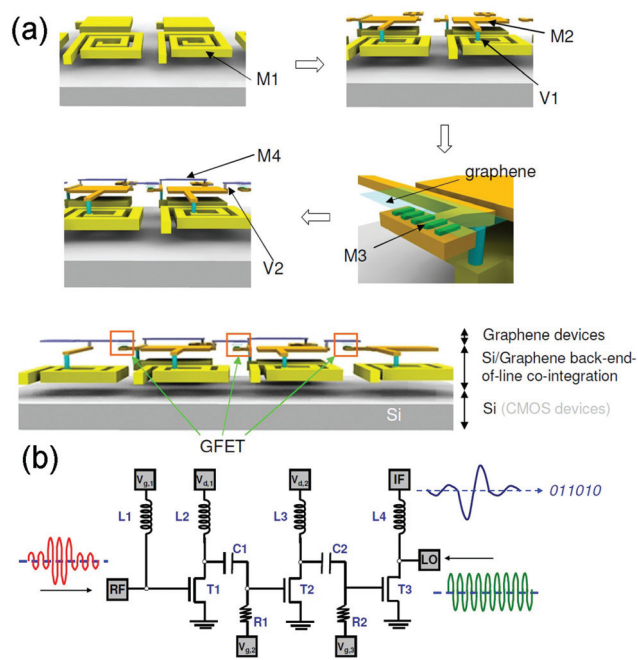 (a)
M1
M2
V1
M4
V2
graphene
M3
Graphene devices
Si/Graphene back-end-
of-line co-integration
Si (CMOS devices)
Si
GFET
(b)
Vg,1
Vd,1
Vd,2
IF
011010
L1
L2
L3
L4
C1
C2
LO
RF
T1
T2
T3
R1
R2
Vg,2
Vg,3